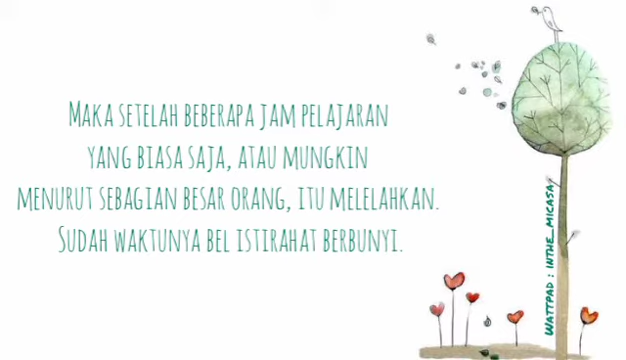 Maka setelah beberapa jam pelajaran
yang biasa saja, atau mungkin
menurut sebagian besar orang, itu melelahkan.
Sudah waktunya bel istirahat berbunyi.
Wattpad : inthe_micasa